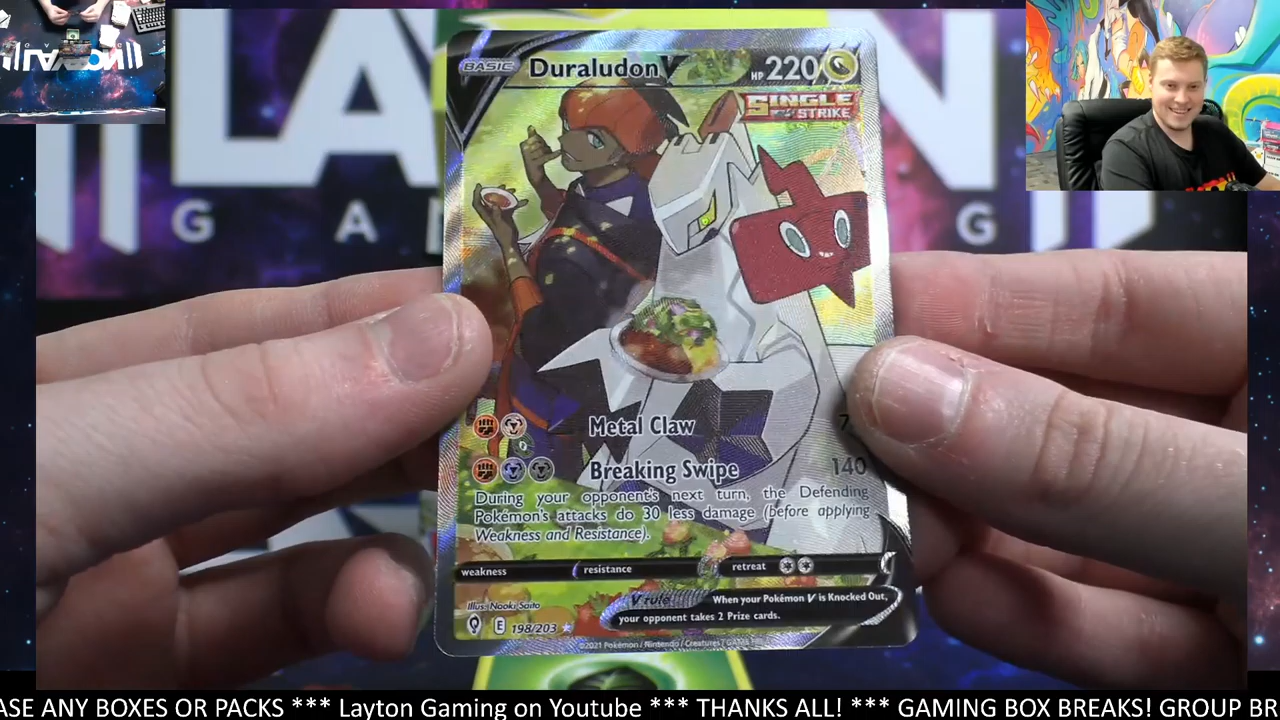 BASIC Duraludon V HP 220
SINGLE
STRIKE
Metal Claw
7
Breaking Swipe 140
During your opponent's next turn, the Defending
Pokémon's attacks do 30 less damage (before applying
Weakness and Resistance).
weakness resistance retreat
Illus. Naoki Saito
V rule When your Pokémon V is Knocked Out,
your opponent takes 2 Prize cards.
E 198/203
©2021 Pokémon / Nintendo / Creatures / GAME
G A G
ASE ANY BOXES OR PACKS *** Layton Gaming on Youtube *** THANKS ALL! *** GAMING BOX BREAKS! GROUP BR